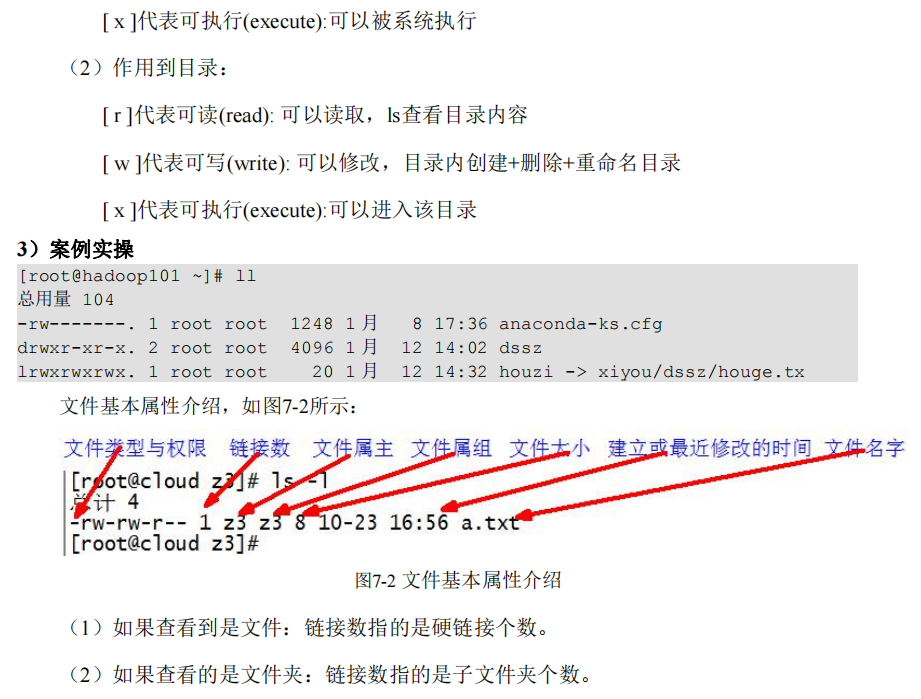 [ x ]代表可执行(execute):可以被系统执行
（2）作用到目录：
[ r ]代表可读(read): 可以读取，ls查看目录内容
[ w ]代表可写(write): 可以修改，目录内创建+删除+重命名目录
[ x ]代表可执行(execute):可以进入该目录
3）案例实操
[root@hadoop101 ~]# ll
总用量 104
-rw-------. 1 root root  1248 1月   8 17:36 anaconda-ks.cfg
drwxr-xr-x. 2 root root  4096 1月  12 14:02 dssz
lrwxrwxrwx. 1 root root    20 1月  12 14:32 houzi -> xiyou/dssz/houge.tx
文件基本属性介绍，如图7-2所示：
文件类型与权限 链接数 文件属主 文件属组 文件大小 建立或最近修改的时间 文件名字
[root@cloud z3]# ls -l
总计 4
-rw-rw-r-- 1 z3 z3 8 10-23 16:56 a.txt
[root@cloud z3]#
图7-2 文件基本属性介绍
（1）如果查看到是文件：链接数指的是硬链接个数。
（2）如果查看的是文件夹：链接数指的是子文件夹个数。